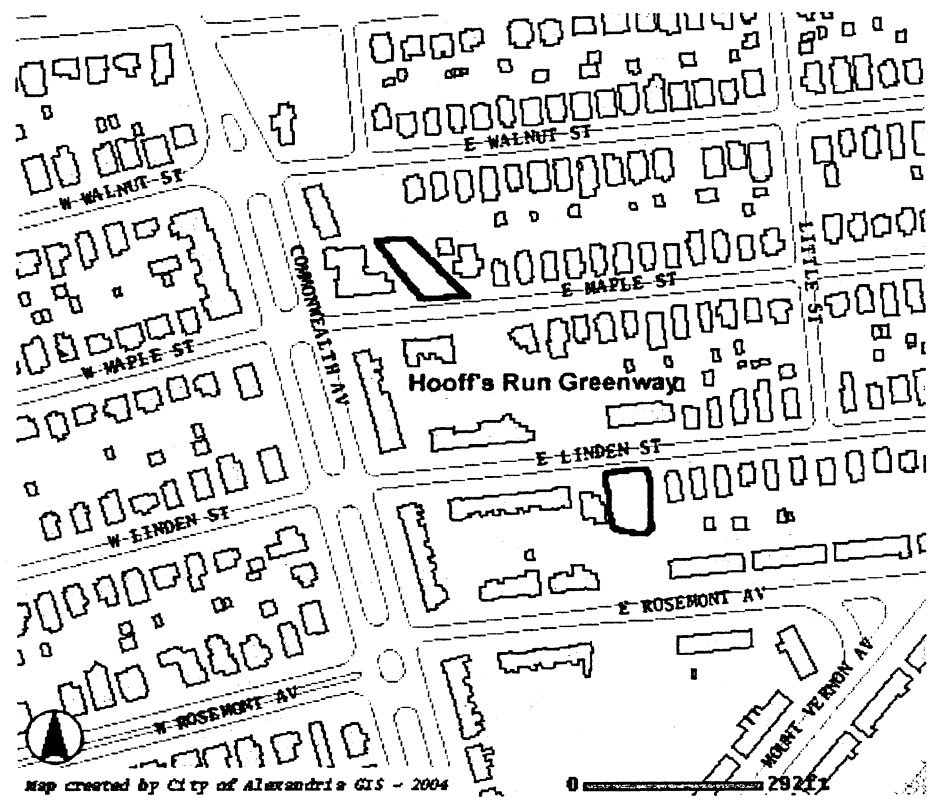 E WALNUT ST
W WALNUT ST
LITTLE ST
COMMONWEALTH AV
E MAPLE ST
W MAPLE ST
Hooff's Run Greenway
E LINDEN ST
W LINDEN ST
E ROSEMONT AV
MOUNT VERNON AV
W ROSEMONT AV
Map created by City of Alexandria GIS - 2004
0 292ft